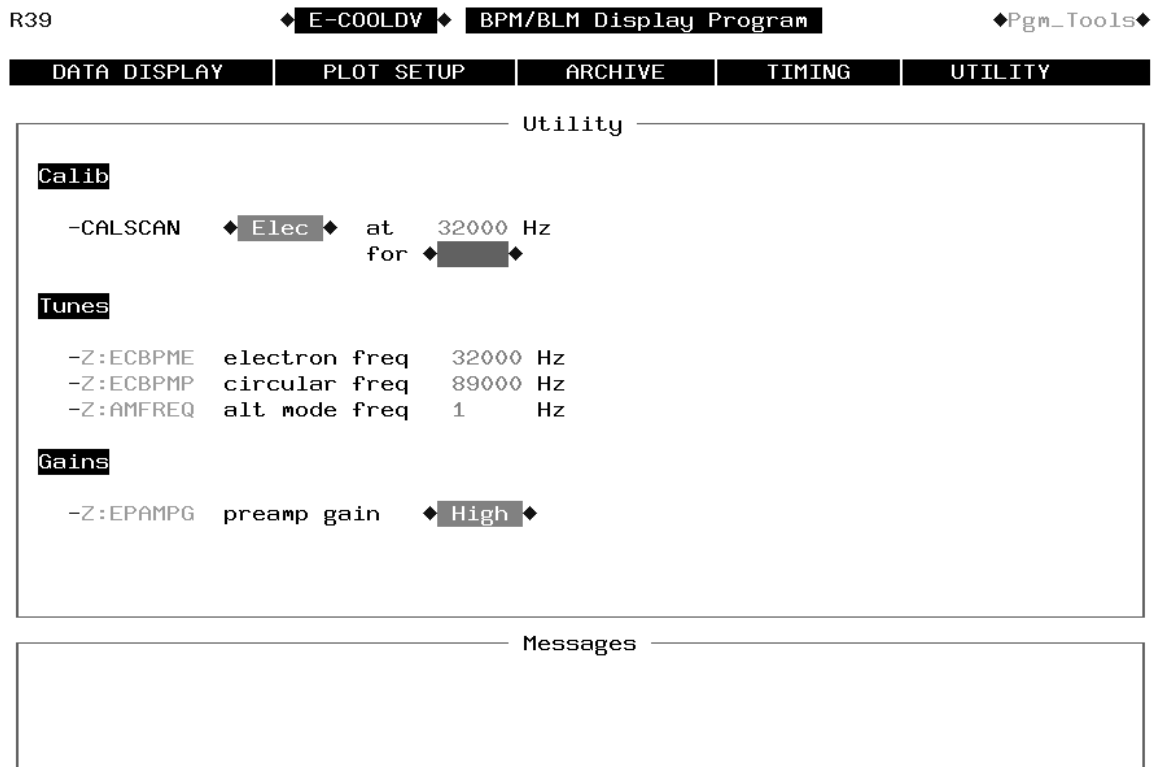 R39 ◆ E-COOLDV ◆ BPM/BLM Display Program ◆Pgm_Tools◆
DATA DISPLAY PLOT SETUP ARCHIVE TIMING UTILITY
Utility
Calib
-CALSCAN ◆ Elec ◆ at 32000 Hz
for ◆ ◆
Tunes
-Z:ECBPME electron freq 32000 Hz
-Z:ECBPMP circular freq 89000 Hz
-Z:AMFREQ alt mode freq 1 Hz
Gains
-Z:EPAMPG preamp gain ◆ High ◆
Messages